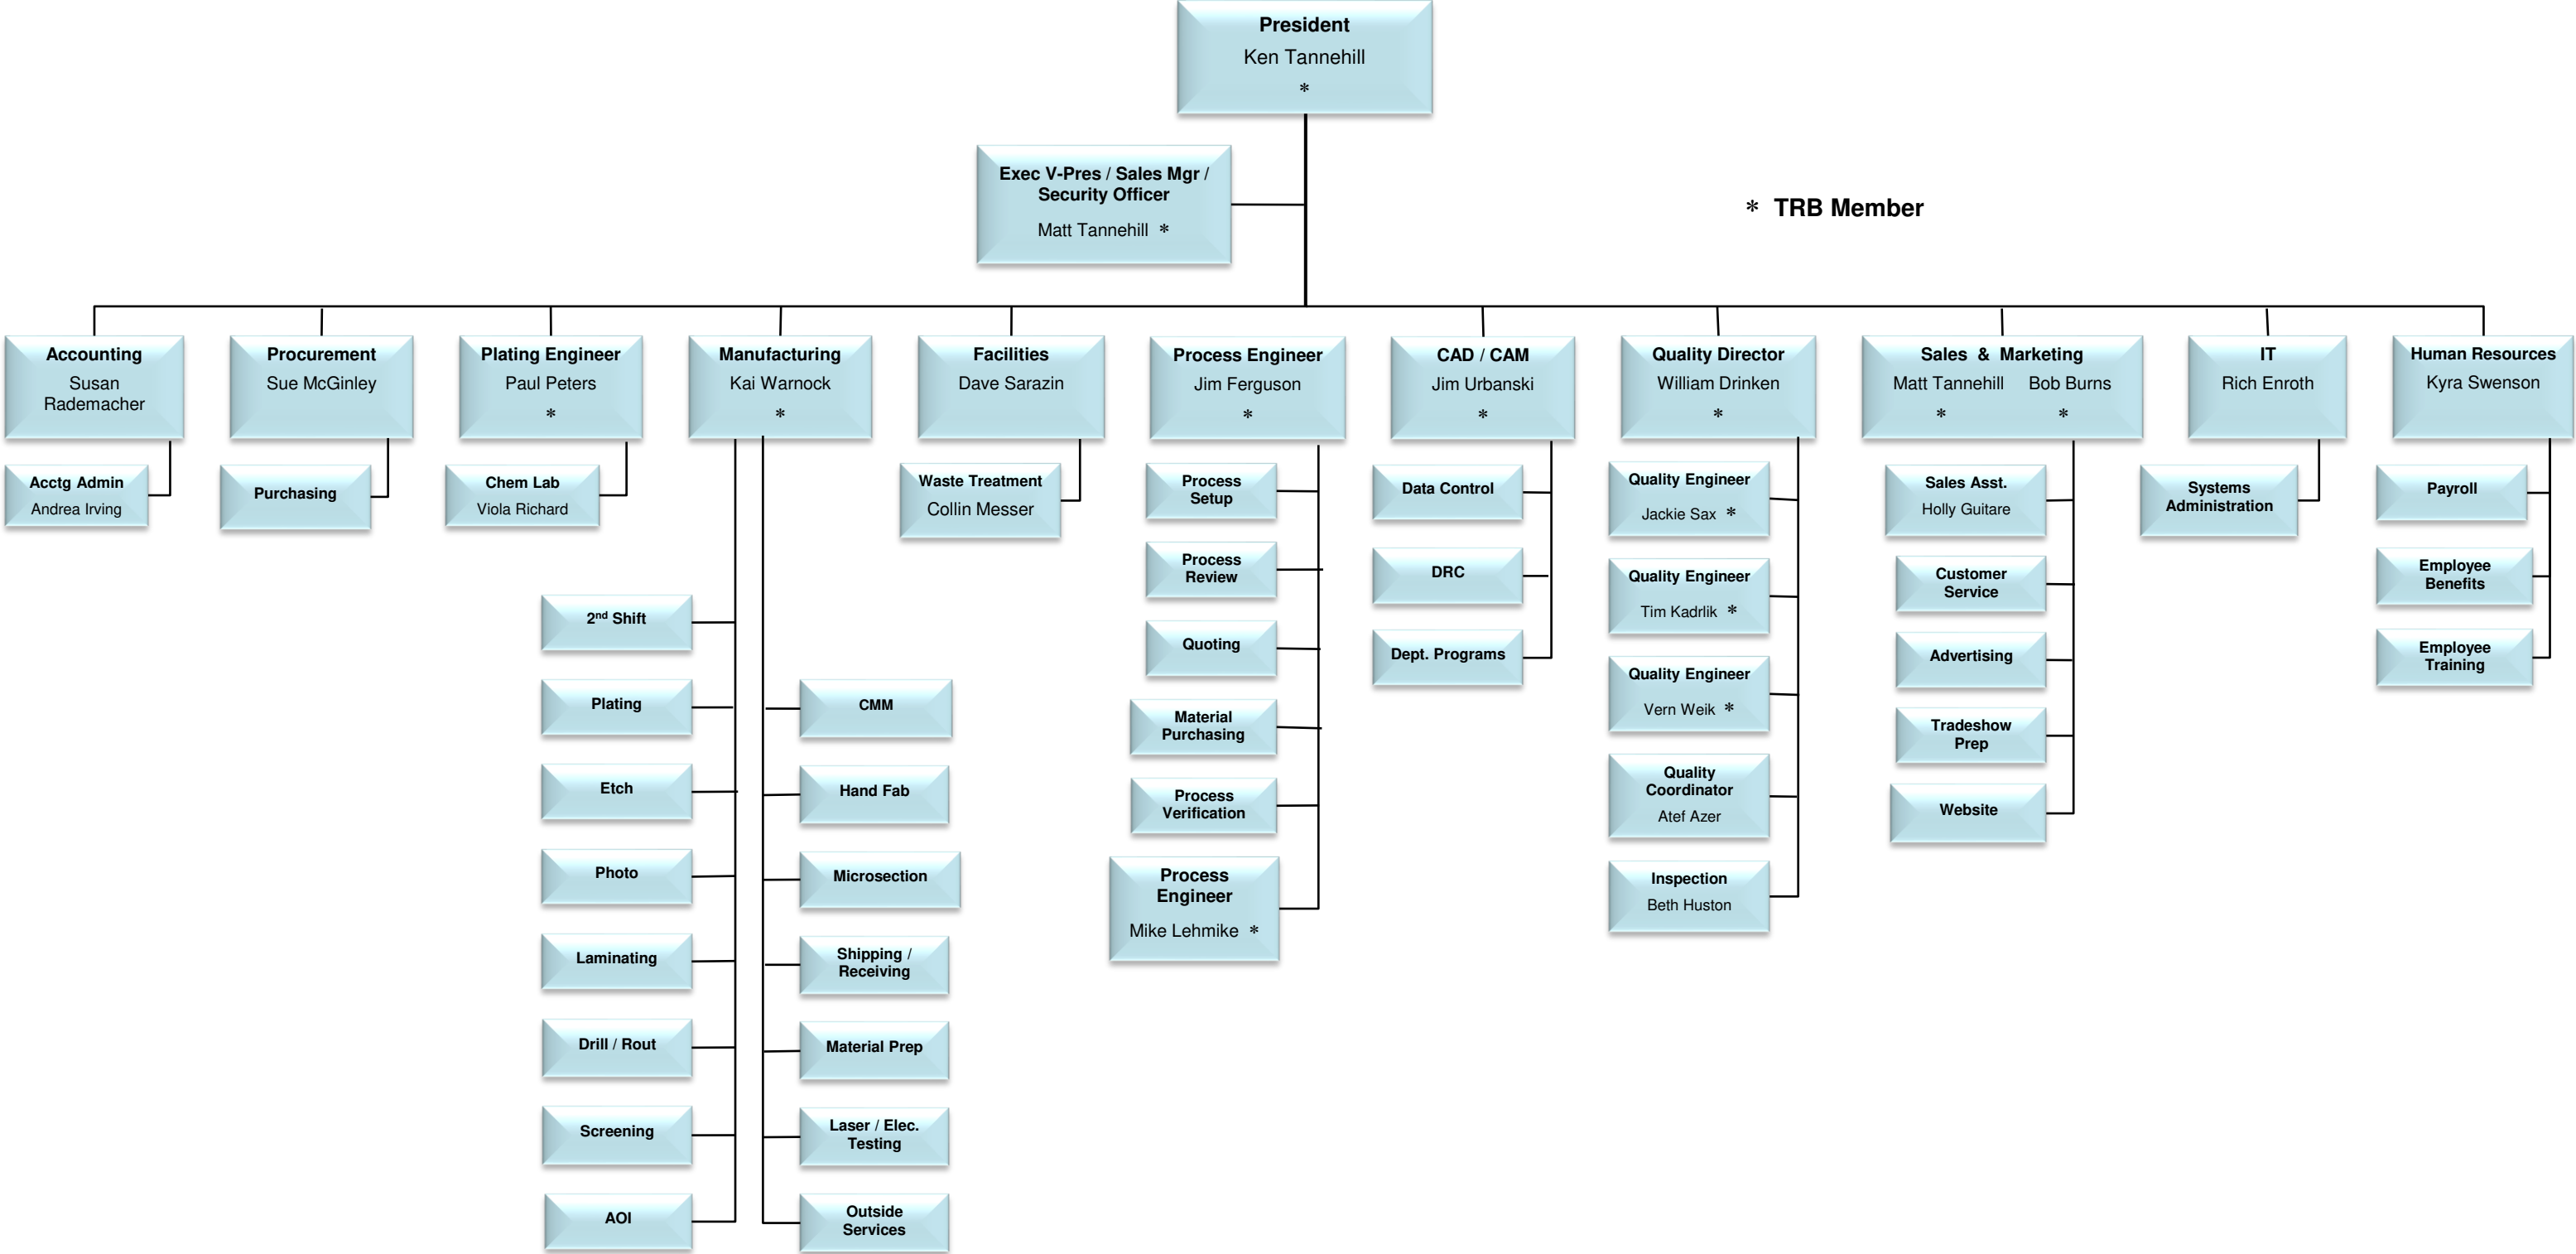 President
Ken Tannehill
*
Exec V-Pres / Sales Mgr /
Security Officer
Matt Tannehill *
* TRB Member
Accounting
Susan
Rademacher
Acctg Admin
Andrea Irving
Procurement
Sue McGinley
Purchasing
Plating Engineer
Paul Peters
*
Chem Lab
Viola Richard
Manufacturing
Kai Warnock
*
2nd Shift
Plating
Etch
Photo
Laminating
Drill / Rout
Screening
AOI
CMM
Hand Fab
Microsection
Shipping /
Receiving
Material Prep
Laser / Elec.
Testing
Outside
Services
Facilities
Dave Sarazin
Waste Treatment
Collin Messer
Process Engineer
Jim Ferguson
*
Process
Setup
Process
Review
Quoting
Material
Purchasing
Process
Verification
Process
Engineer
Mike Lehmike *
CAD / CAM
Jim Urbanski
*
Data Control
DRC
Dept. Programs
Quality Director
William Drinken
*
Quality Engineer
Jackie Sax *
Quality Engineer
Tim Kadrlik *
Quality Engineer
Vern Weik *
Quality
Coordinator
Atef Azer
Inspection
Beth Huston
Sales & Marketing
Matt Tannehill Bob Burns
* *
Sales Asst.
Holly Guitare
Customer
Service
Advertising
Tradeshow
Prep
Website
IT
Rich Enroth
Systems
Administration
Human Resources
Kyra Swenson
Payroll
Employee
Benefits
Employee
Training